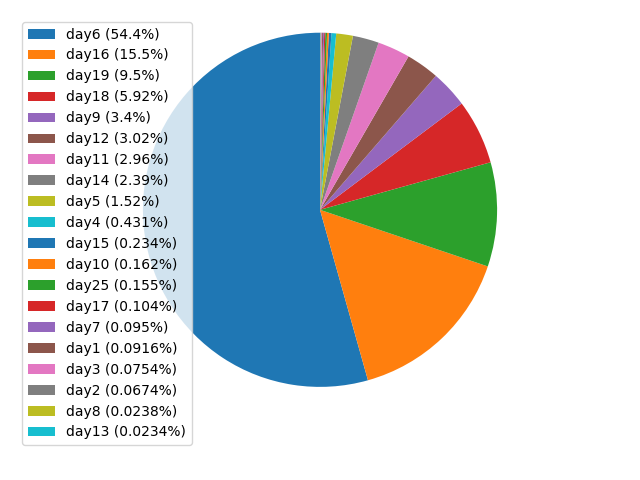 day6 (54.4%)
day16 (15.5%)
day19 (9.5%)
day18 (5.92%)
day9 (3.4%)
day12 (3.02%)
day11 (2.96%)
day14 (2.39%)
day5 (1.52%)
day4 (0.431%)
day15 (0.234%)
day10 (0.162%)
day25 (0.155%)
day17 (0.104%)
day7 (0.095%)
day1 (0.0916%)
day3 (0.0754%)
day2 (0.0674%)
day8 (0.0238%)
day13 (0.0234%)